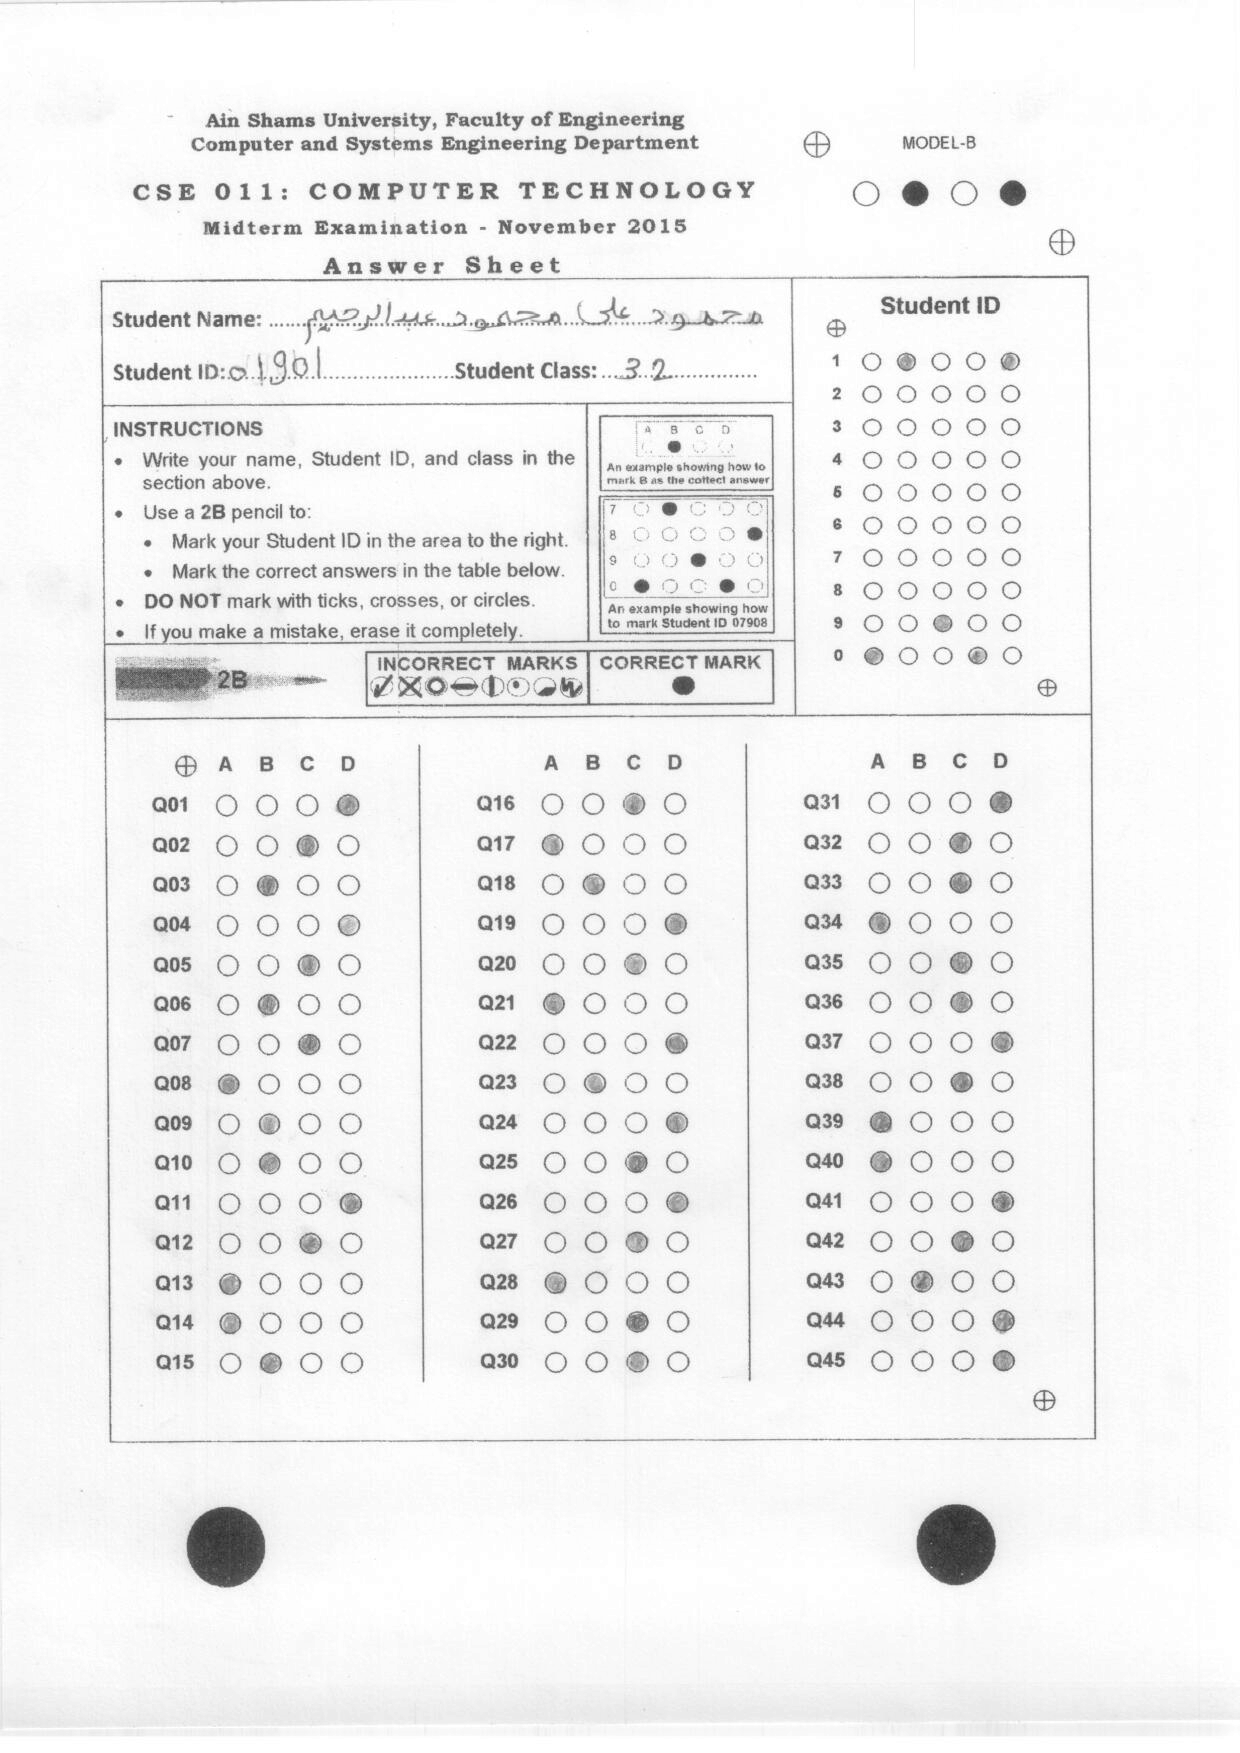 Ain Shams University, Faculty of Engineering
Computer and Systems Engineering Department
MODEL-B
CSE 011: COMPUTER TECHNOLOGY
Midterm Examination - November 2015
Answer Sheet
Student Name: محمود على محمود عبدالرحيم
Student ID: 01901 Student Class: 32
INSTRUCTIONS
• Write your name, Student ID, and class in the
section above.
• Use a 2B pencil to:
• Mark your Student ID in the area to the right.
• Mark the correct answers in the table below.
• DO NOT mark with ticks, crosses, or circles.
• If you make a mistake, erase it completely.
A B C D
An example showing how to
mark B as the cottect answer
7
8
9
0
An example showing how
to mark Student ID 07908
Student ID
1
2
3
4
5
6
7
8
9
0
2B
INCORRECT MARKS
CORRECT MARK
A B C D
Q01
Q02
Q03
Q04
Q05
Q06
Q07
Q08
Q09
Q10
Q11
Q12
Q13
Q14
Q15
A B C D
Q16
Q17
Q18
Q19
Q20
Q21
Q22
Q23
Q24
Q25
Q26
Q27
Q28
Q29
Q30
A B C D
Q31
Q32
Q33
Q34
Q35
Q36
Q37
Q38
Q39
Q40
Q41
Q42
Q43
Q44
Q45